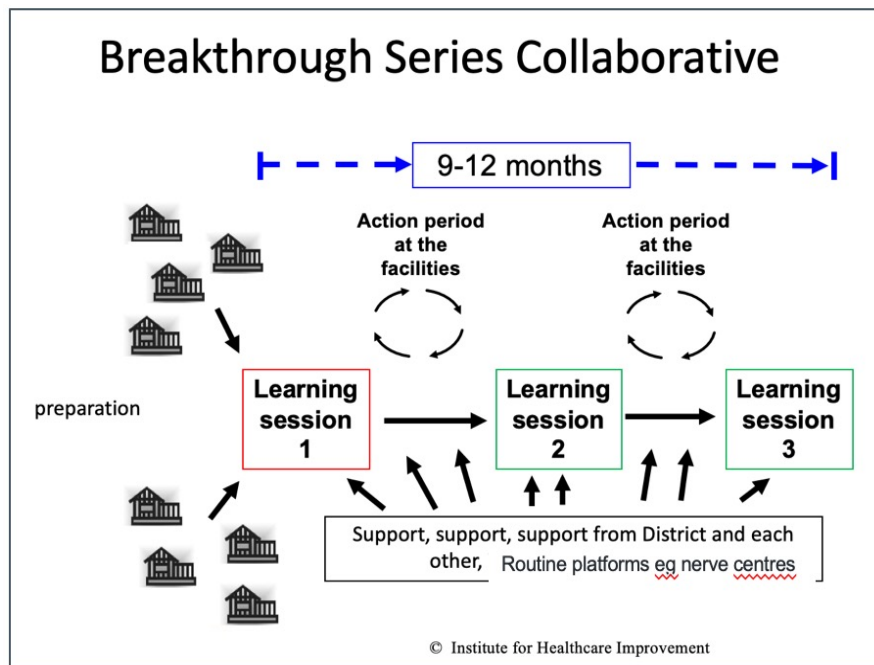 Breakthrough Series Collaborative
9-12 months
Action period
at the
facilities
Action period
at the
facilities
preparation
Learning
session
1
Learning
session
2
Learning
session
3
Support, support, support from District and each
other, Routine platforms eg nerve centres
© Institute for Healthcare Improvement